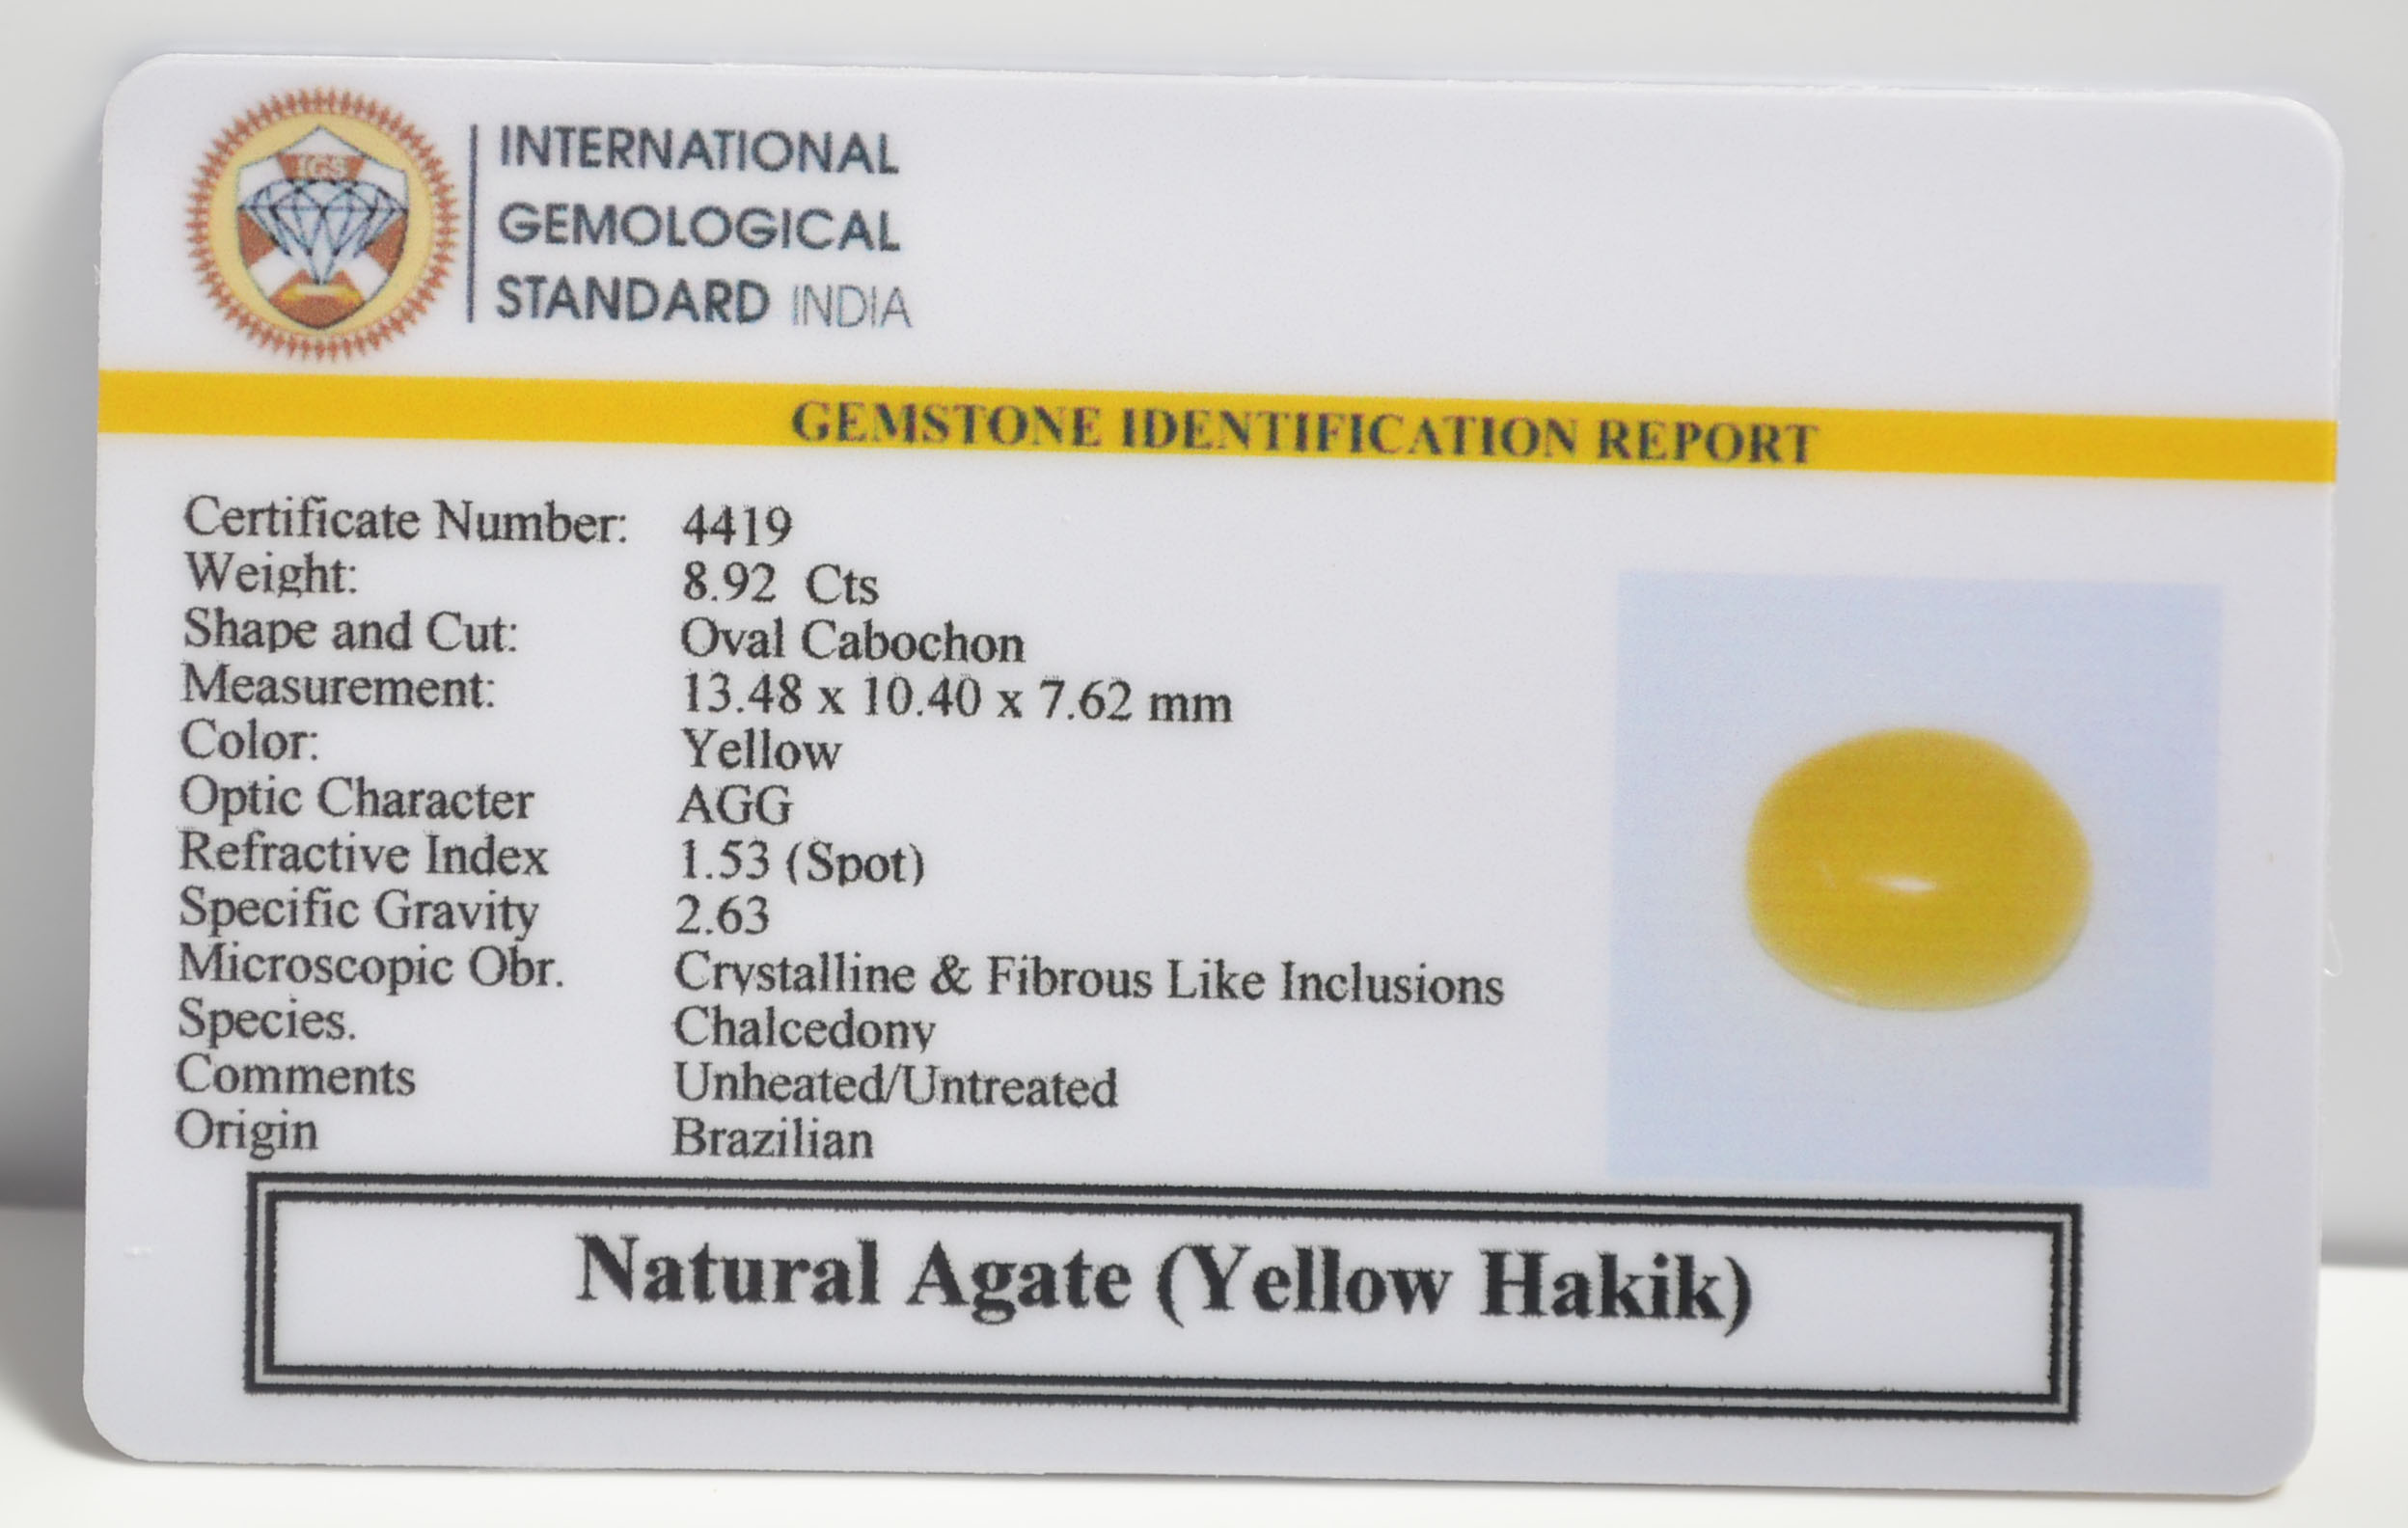 IGS
INTERNATIONAL
GEMOLOGICAL
STANDARD INDIA
GEMSTONE IDENTIFICATION REPORT
Certificate Number: 4419
Weight: 8.92 Cts
Shape and Cut: Oval Cabochon
Measurement: 13.48 x 10.40 x 7.62 mm
Color: Yellow
Optic Character AGG
Refractive Index 1.53 (Spot)
Specific Gravity 2.63
Microscopic Obr. Crystalline & Fibrous Like Inclusions
Species. Chalcedony
Comments Unheated/Untreated
Origin Brazilian
Natural Agate (Yellow Hakik)